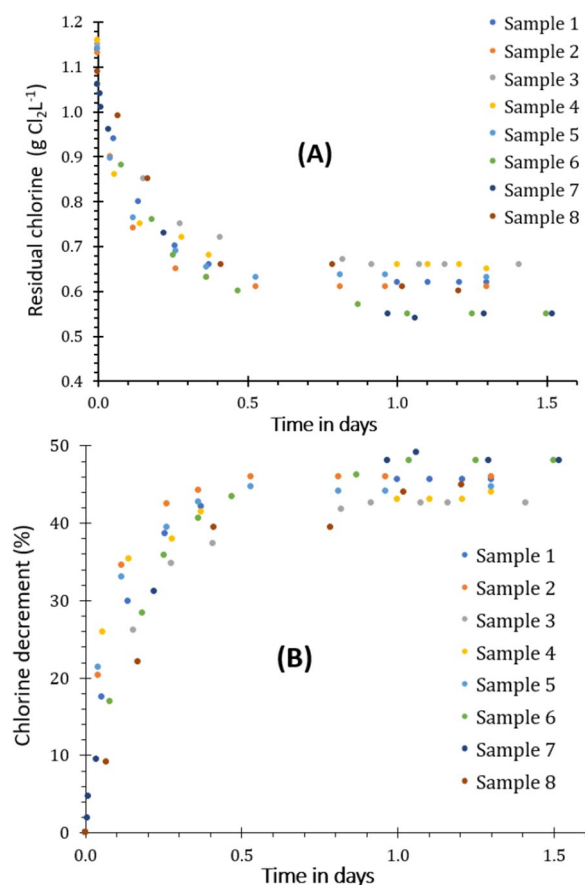 1.2
1.1
1.0
0.9
0.8
0.7
0.6
0.5
0.4
Residual chlorine (g Cl₂L⁻¹)
(A)
Sample 1
Sample 2
Sample 3
Sample 4
Sample 5
Sample 6
Sample 7
Sample 8
0.0 0.5 1.0 1.5
Time in days
50
40
30
20
10
0
Chlorine decrement (%)
(B)
Sample 1
Sample 2
Sample 3
Sample 4
Sample 5
Sample 6
Sample 7
Sample 8
0.0 0.5 1.0 1.5
Time in days